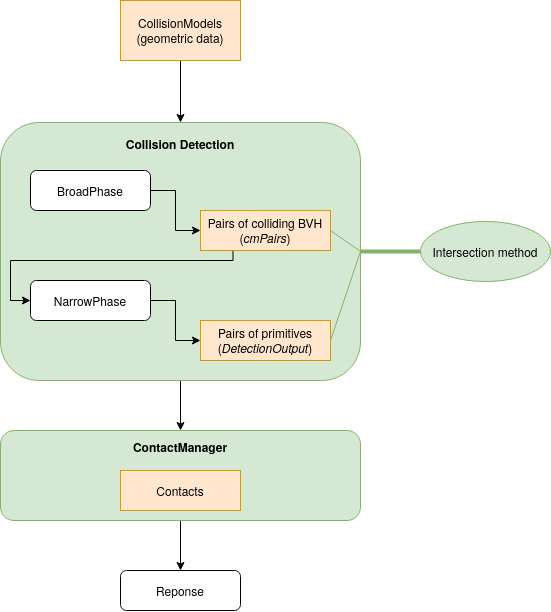 CollisionModels
(geometric data)
Collision Detection
BroadPhase
Pairs of colliding BVH
(cmPairs)
Intersection method
NarrowPhase
Pairs of primitives
(DetectionOutput)
ContactManager
Contacts
Reponse